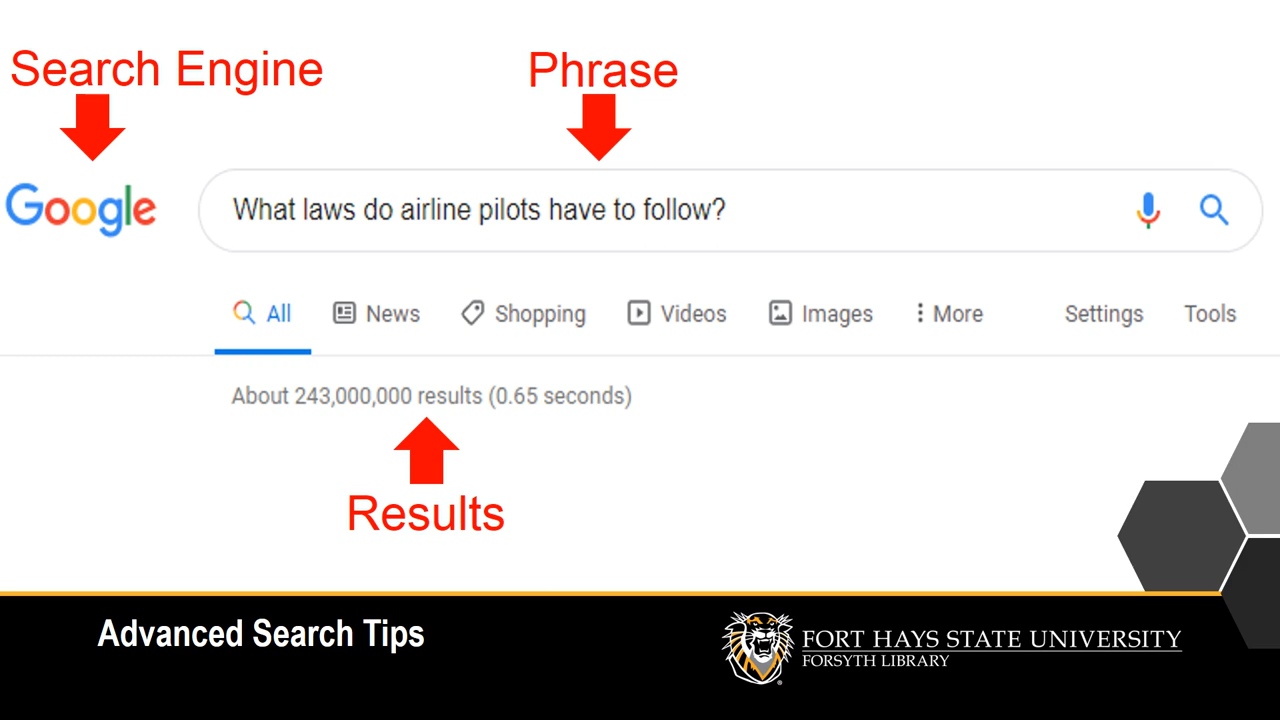 Search Engine
Phrase
Google
What laws do airline pilots have to follow?
All News Shopping Videos Images More Settings Tools
About 243,000,000 results (0.65 seconds)
Results
Advanced Search Tips
FORT HAYS STATE UNIVERSITY
FORSYTH LIBRARY